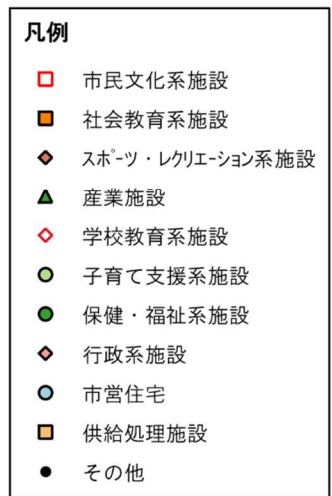 凡例
市民文化系施設
社会教育系施設
スポーツ・レクリエーション系施設
産業施設
学校教育系施設
子育て支援系施設
保健・福祉系施設
行政系施設
市営住宅
供給処理施設
その他